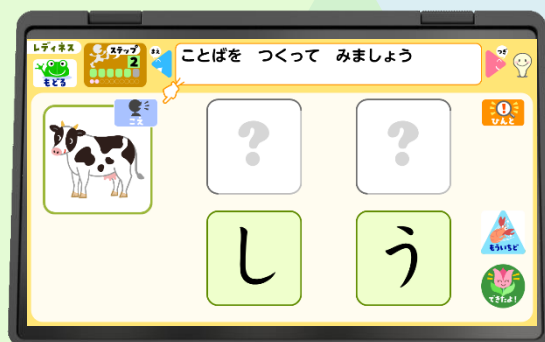 レディネス
もどる
ステップ
2
まえ
ことばを　つくって　みましょう
つぎ
こえ
?
?
ひんと
し
う
もういちど
できたよ!